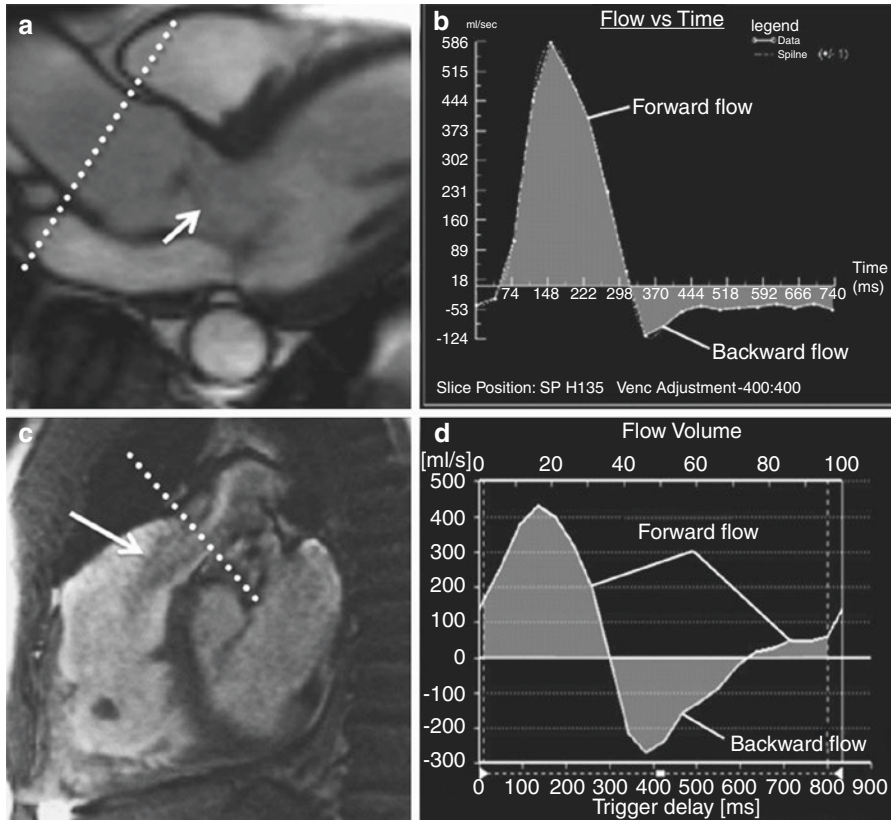 a
b
ml/sec
Flow vs Time
legend
Data
Spilne (•/- 1)
586
515
444
373
302
231
160
89
18
-53
-124
Forward flow
Time
(ms)
74 148 222 298 370 444 518 592 666 740
Backward flow
Slice Position: SP H135 Venc Adjustment-400:400
c
d
Flow Volume
[ml/s]
0 20 40 60 80 100
500
400
300
200
100
0
-100
-200
-300
Forward flow
Backward flow
0 100 200 300 400 500 600 700 800 900
Trigger delay [ms]